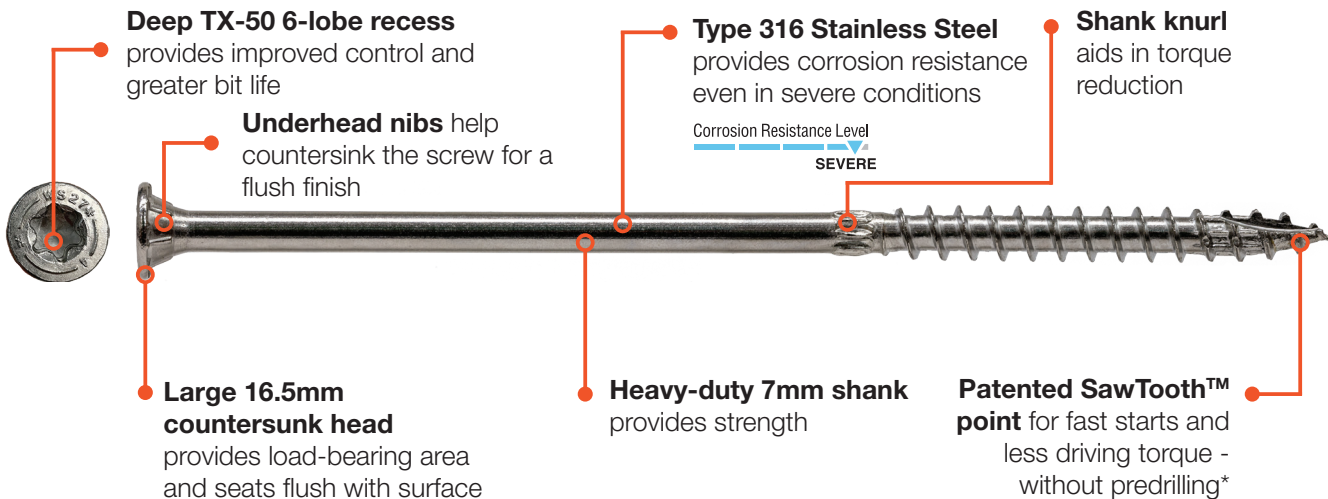 Deep TX-50 6-lobe recess
provides improved control and
greater bit life
Underhead nibs help
countersink the screw for a
flush finish
Type 316 Stainless Steel
provides corrosion resistance
even in severe conditions
Corrosion Resistance Level
SEVERE
Shank knurl
aids in torque
reduction
Large 16.5mm
countersunk head
provides load-bearing area
and seats flush with surface
Heavy-duty 7mm shank
provides strength
Patented SawTooth™
point for fast starts and
less driving torque -
without predrilling*